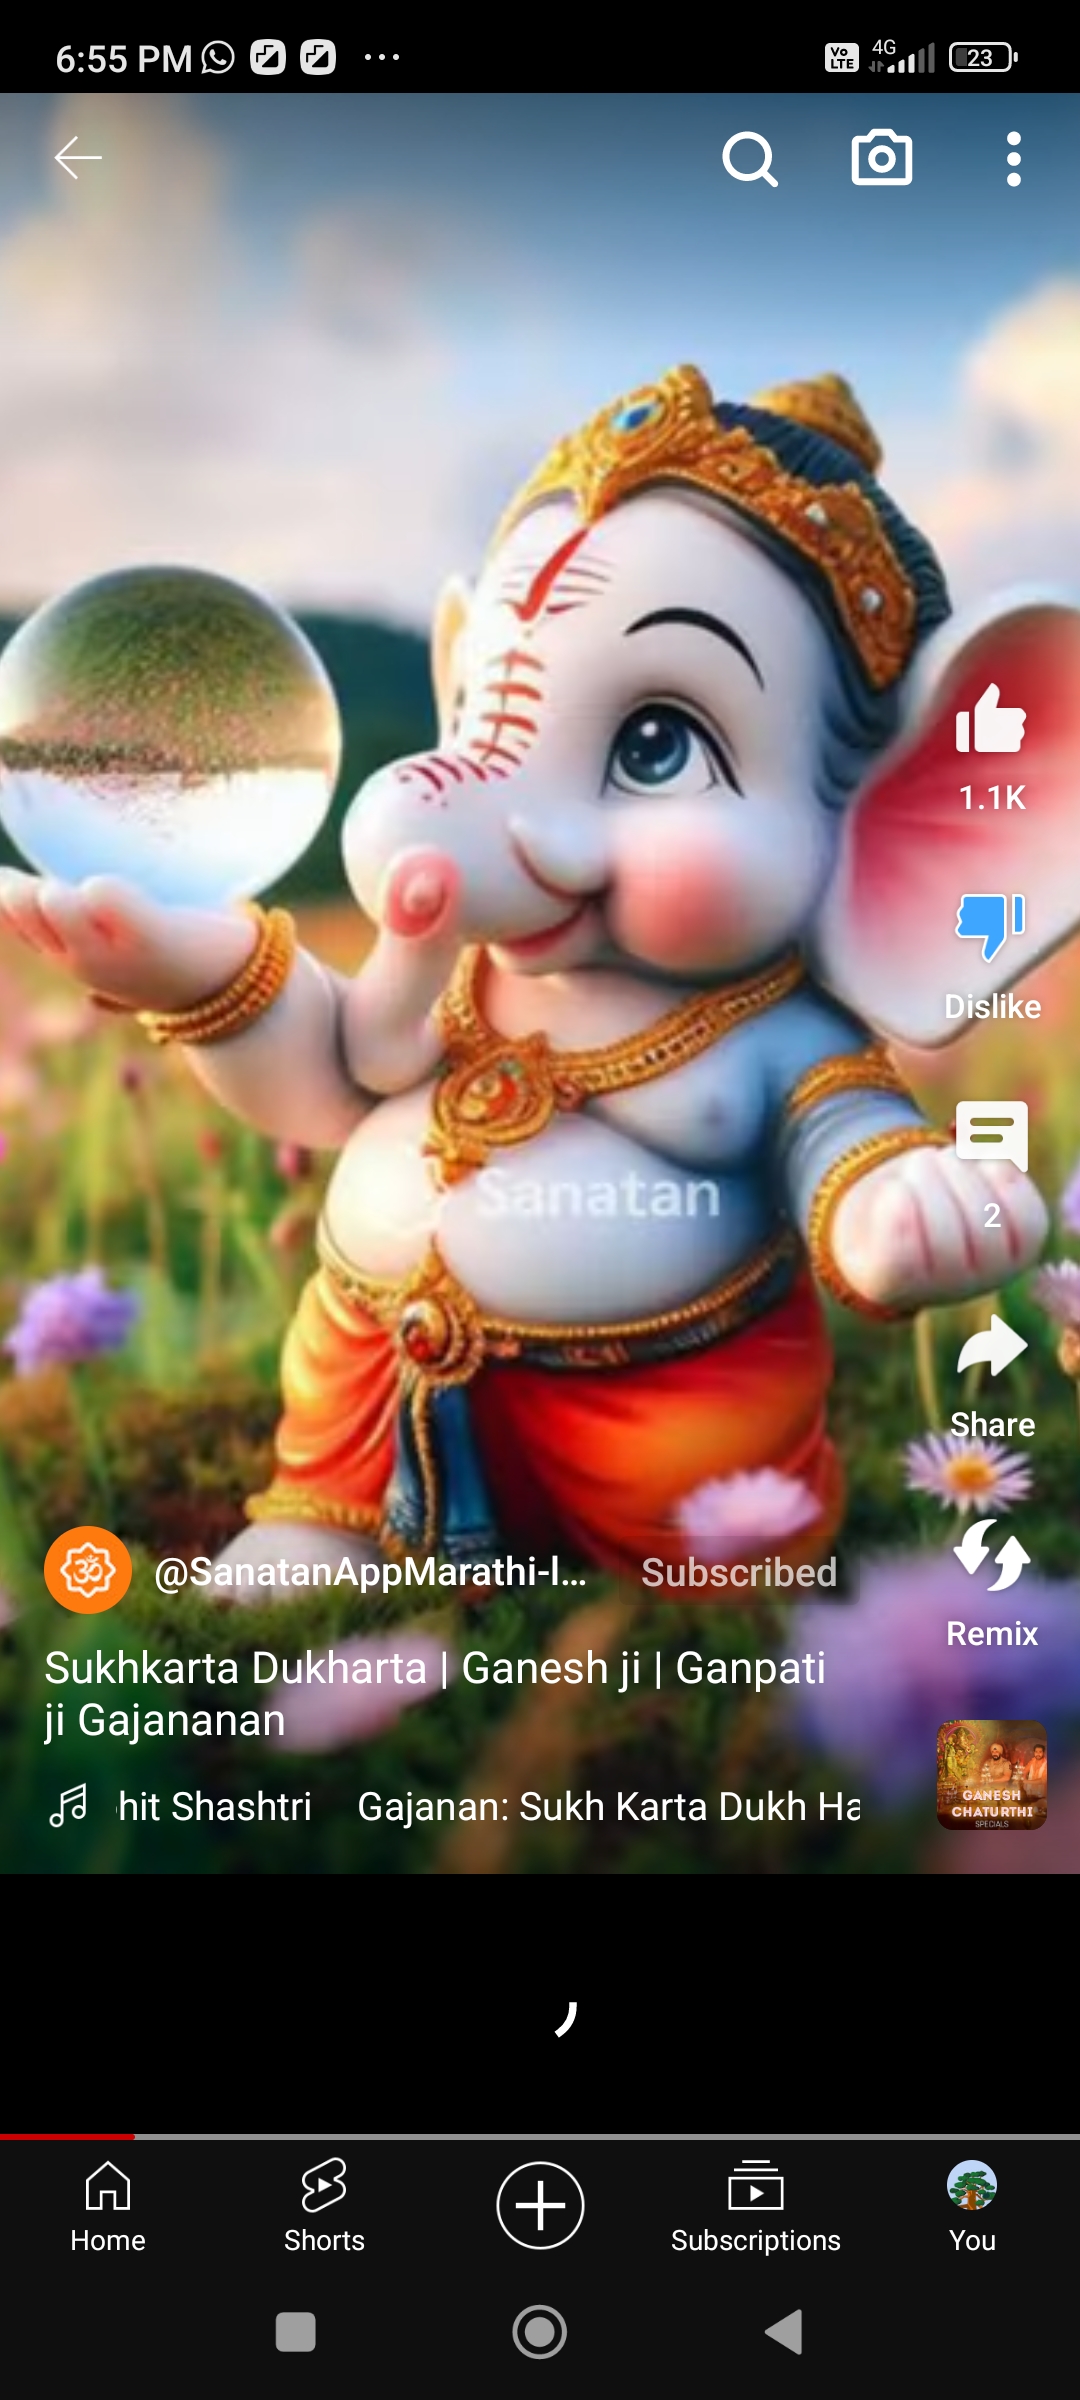 6:55 PM
Vo LTE
4G
23
1.1K
Dislike
Sanatan
2
Share
@SanatanAppMarathi-l...
Subscribed
Remix
Sukhkarta Dukharta | Ganesh ji | Ganpati
ji Gajananan
hit Shashtri Gajanan: Sukh Karta Dukh Ha
GANESH
CHATURTHI
SPECIALS
Home
Shorts
Subscriptions
You